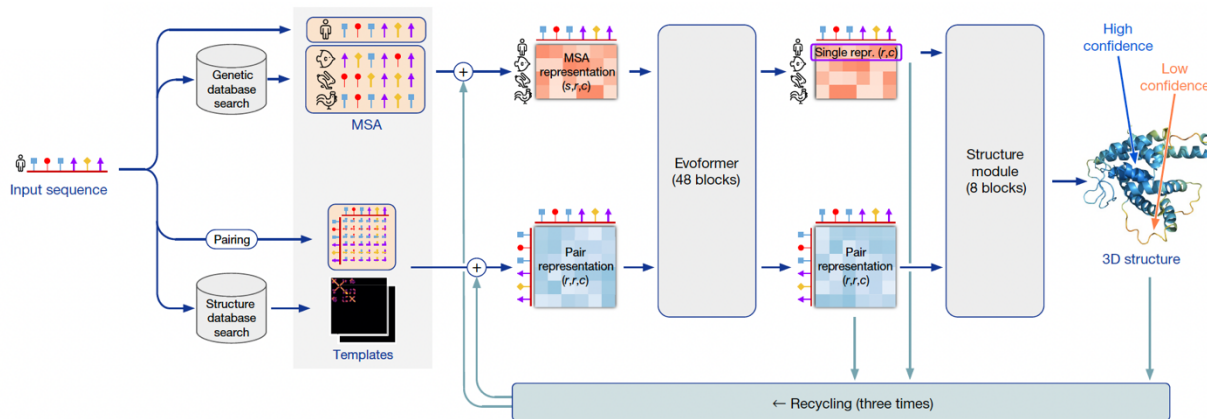 Input sequence
Genetic
database
search
MSA
Pairing
Structure
database
search
Templates
+
+
MSA
representation
(s,r,c)
Pair
representation
(r,r,c)
Evoformer
(48 blocks)
Single repr. (r,c)
Pair
representation
(r,r,c)
Structure
module
(8 blocks)
High
confidence
Low
confidence
3D structure
← Recycling (three times)